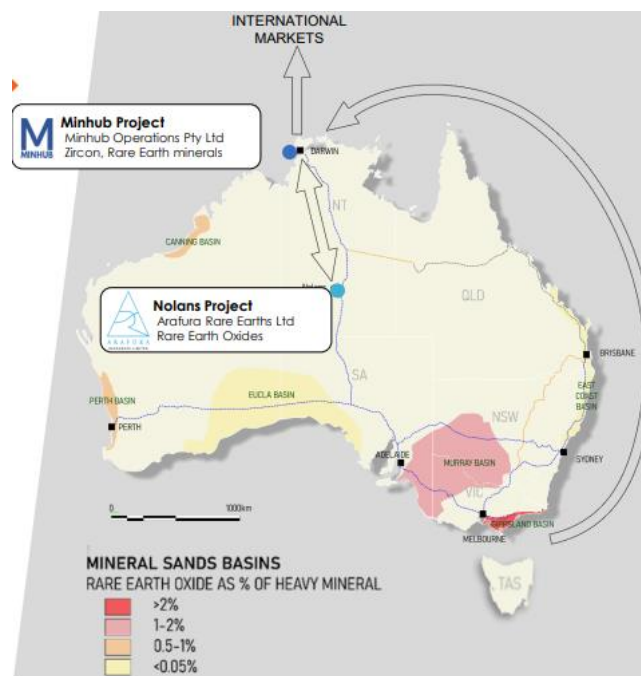 INTERNATIONAL
MARKETS
M
MINHUB
Minhub Project
Minhub Operations Pty Ltd
Zircon, Rare Earth minerals
DARWIN
NT
CANNING BASIN
ARAFURA
Nolans Project
Arafura Rare Earths Ltd
Rare Earth Oxides
QLD
BRISBANE
EAST
COAST
BASIN
SA
EUCLA BASIN
PERTH BASIN
PERTH
NSW
ADELAIDE
MURRAY BASIN
SYDNEY
VIC
GIPPSLAND BASIN
MELBOURNE
TAS
0
1000km
MINERAL SANDS BASINS
RARE EARTH OXIDE AS % OF HEAVY MINERAL
>2%
1-2%
0.5-1%
<0.05%